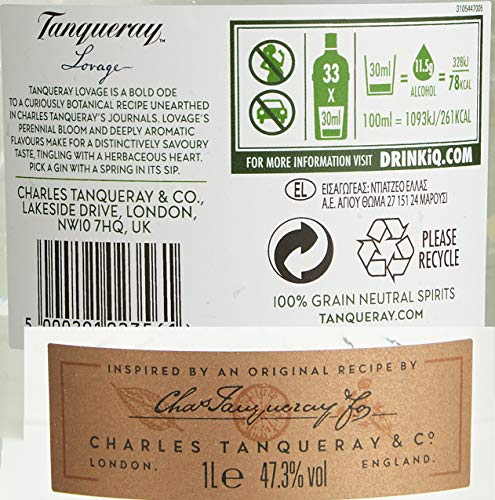 3105447005
Tanqueray™
Lovage
TANQUERAY LOVAGE IS A BOLD ODE
TO A CURIOUSLY BOTANICAL RECIPE UNEARTHED
IN CHARLES TANQUERAY'S JOURNALS. LOVAGE'S
PERENNIAL BLOOM AND DEEPLY AROMATIC
FLAVOURS MAKE FOR A DISTINCTIVELY SAVOURY
TASTE, TINGLING WITH A HERBACEOUS HEART.
PICK A GIN WITH A SPRING IN ITS SIP.
CHARLES TANQUERAY & CO.,
LAKESIDE DRIVE, LONDON,
NW10 7HQ, UK
33
X
30ml
30ml = 11.5g ALCOHOL = 328kJ/78KCAL
100ml = 1093kJ/261KCAL
FOR MORE INFORMATION VISIT DRINKiQ.COM
EL ΕΙΣΑΓΩΓΕΑΣ: ΝΤΙΑΤΖΕΟ ΕΛΛΑΣ
Α.Ε. ΑΓΙΟΥ ΘΩΜΑ 27 151 24 ΜΑΡΟΥΣΙ
PLEASE
RECYCLE
100% GRAIN NEUTRAL SPIRITS
TANQUERAY.COM
INSPIRED BY AN ORIGINAL RECIPE BY
Chas Tanqueray
CHARLES TANQUERAY & Co.
LONDON. ENGLAND.
1L e 47.3% vol